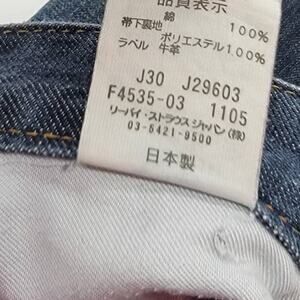 品質表示
綿 100%
帯下裏地 ポリエステル100%
ラベル 牛革
J30 J29603
F4535-03 1105
リーバイ・ストラウスジャパン(株)
03-5421-9500
日本製